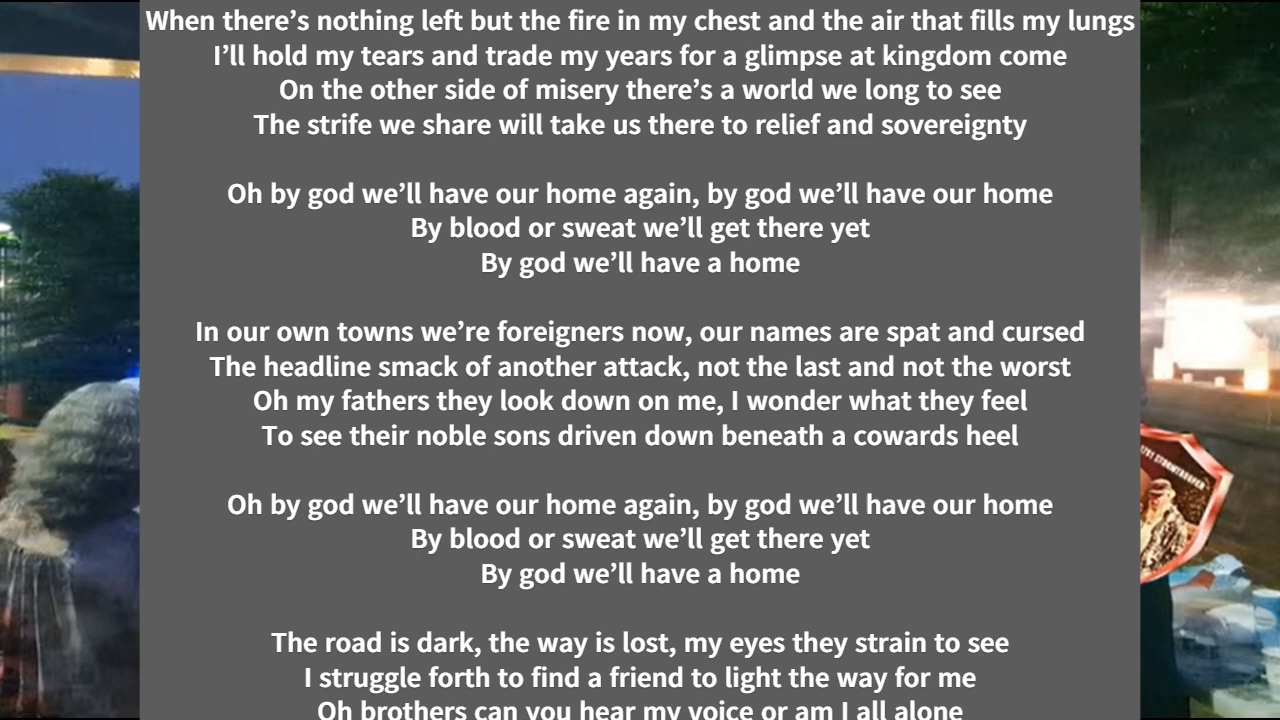 When there's nothing left but the fire in my chest and the air that fills my lungs
I'll hold my tears and trade my years for a glimpse at kingdom come
On the other side of misery there's a world we long to see
The strife we share will take us there to relief and sovereignty
Oh by god we'll have our home again, by god we'll have our home
By blood or sweat we'll get there yet
By god we'll have a home
In our own towns we're foreigners now, our names are spat and cursed
The headline smack of another attack, not the last and not the worst
Oh my fathers they look down on me, I wonder what they feel
To see their noble sons driven down beneath a cowards heel
Oh by god we'll have our home again, by god we'll have our home
By blood or sweat we'll get there yet
By god we'll have a home
The road is dark, the way is lost, my eyes they strain to see
I struggle forth to find a friend to light the way for me
Oh brothers can you hear my voice or am I all alone